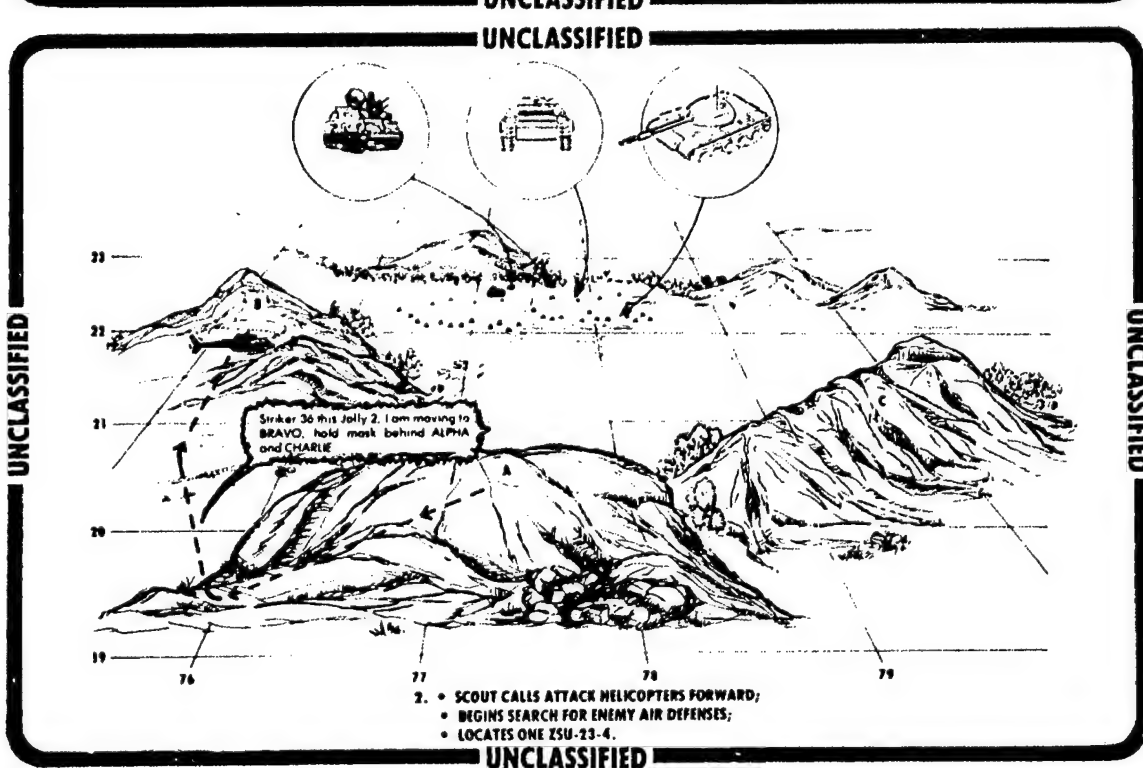 UNCLASSIFIED
UNCLASSIFIED
UNCLASSIFIED
UNCLASSIFIED
23
22
21
20
19
B
C
A
Striker 36 this Jolly 2. I am moving to
BRAVO, hold mask behind ALPHA
and CHARLIE
76
77
78
79
2. • SCOUT CALLS ATTACK HELICOPTERS FORWARD;
• BEGINS SEARCH FOR ENEMY AIR DEFENSES;
• LOCATES ONE ZSU-23-4.
UNCLASSIFIED